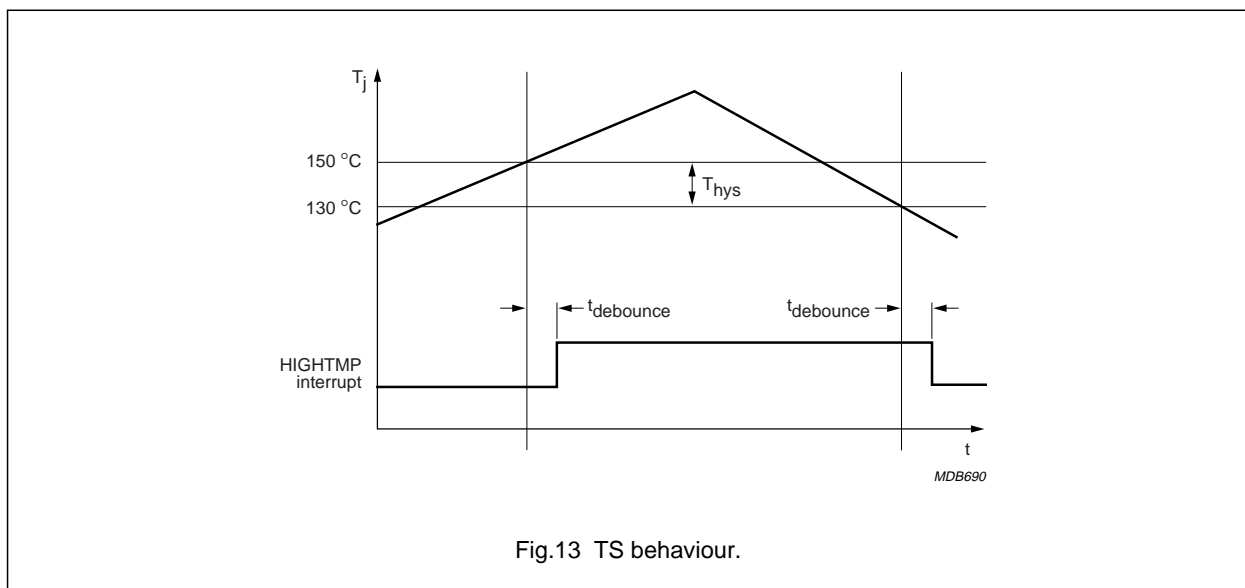 Tj
150 °C
Thys
130 °C
tdebounce
tdebounce
HIGHTMP
interrupt
t
MDB690
Fig.13 TS behaviour.